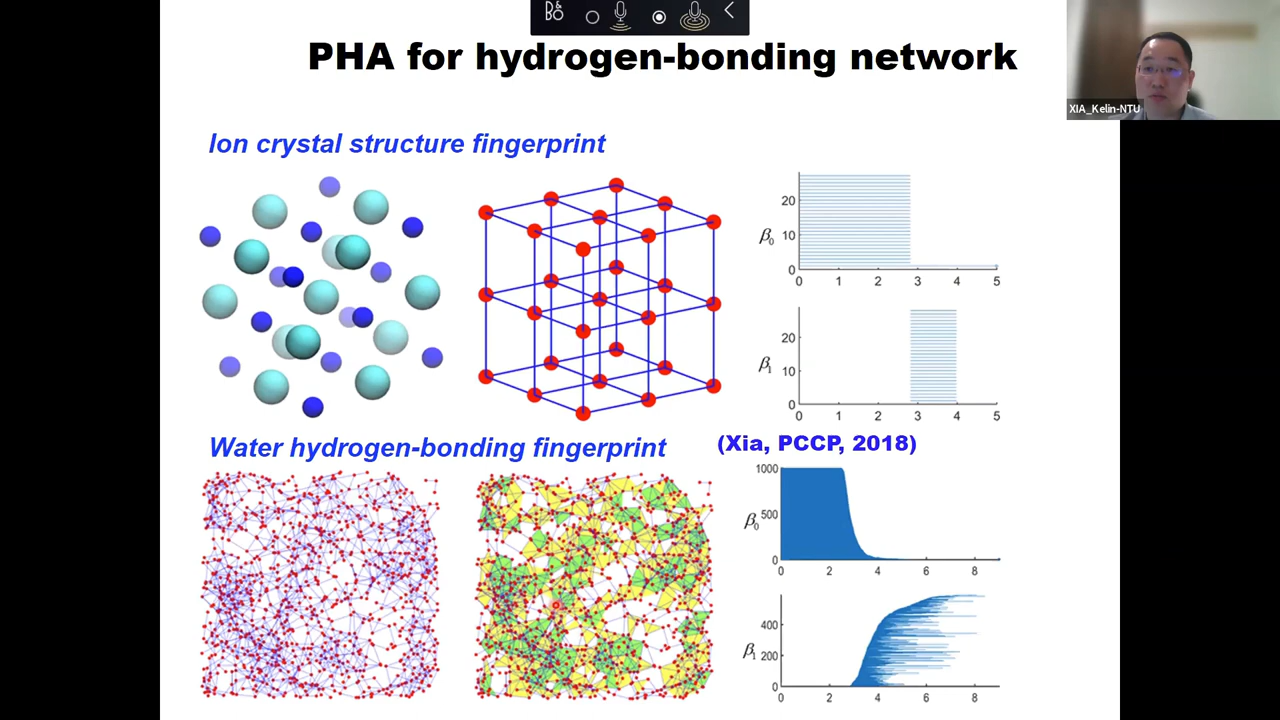 B&O
PHA for hydrogen-bonding network
XIA_Kelin-NTU
Ion crystal structure fingerprint
β0
20
10
0
0 1 2 3 4 5
β1
20
10
0
0 1 2 3 4 5
Water hydrogen-bonding fingerprint
(Xia, PCCP, 2018)
β0
1000
500
0
0 2 4 6 8
β1
400
200
0
0 2 4 6 8